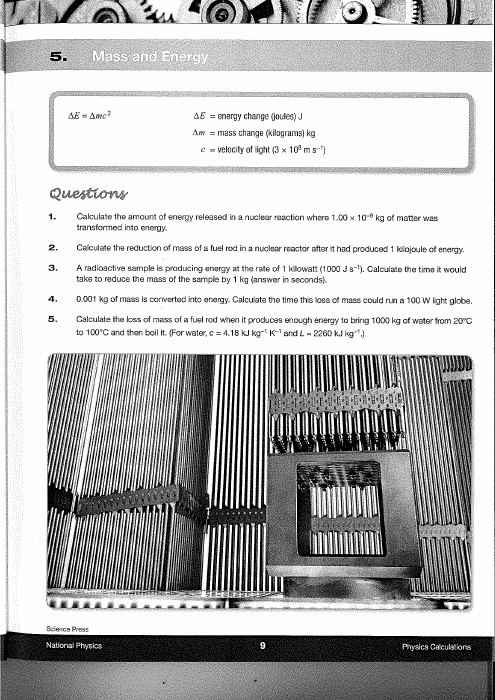 5. Mass and Energy
ΔE = Δmc²
ΔE = energy change (joules) J
Δm = mass change (kilograms) kg
c = velocity of light (3 × 10⁸ m s⁻¹)
Questions
1. Calculate the amount of energy released in a nuclear reaction where 1.00 × 10 kg of matter was
transformed into energy.
2. Calculate the reduction of mass of a fuel rod in a nuclear reactor after it had produced 1 kilojoule of energy.
3. A radioactive sample is producing energy at the rate of 1 kilowatt (1000 J s⁻¹). Calculate the time it would
take to reduce the mass of the sample by 1 kg (answer in seconds).
4. 0.001 kg of mass is converted into energy. Calculate the time this loss of mass could run a 100 W light globe.
5. Calculate the loss of mass of a fuel rod when it produces enough energy to bring 1000 kg of water from 20°C
to 100°C and then boil it. (For water, c = 4.18 kJ kg⁻¹ K⁻¹ and L = 2260 kJ kg⁻¹.)
Science Press
National Physics
9
Physics Calculations